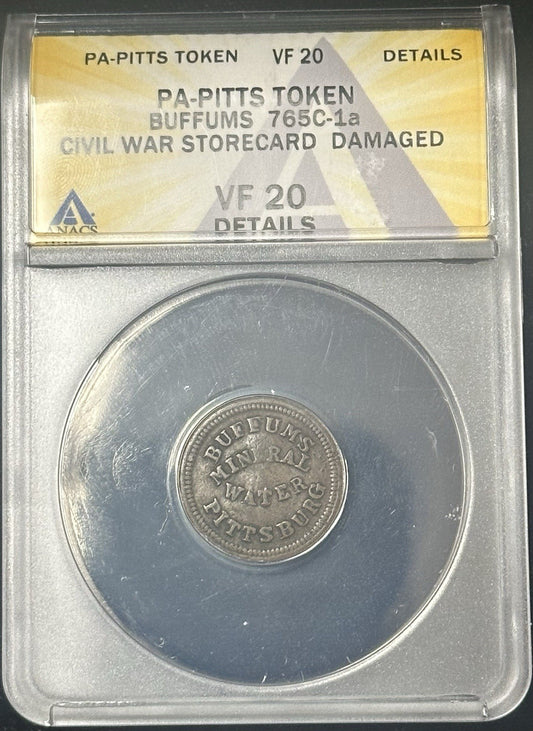 PA-PITTS TOKEN VF 20 DETAILS
PA-PITTS TOKEN
BUFFUMS 765C-1a
CIVIL WAR STORECARD DAMAGED
VF 20
DETAILS
ANACS
BUFFUMS
MINERAL
WATER
PITTSBURG